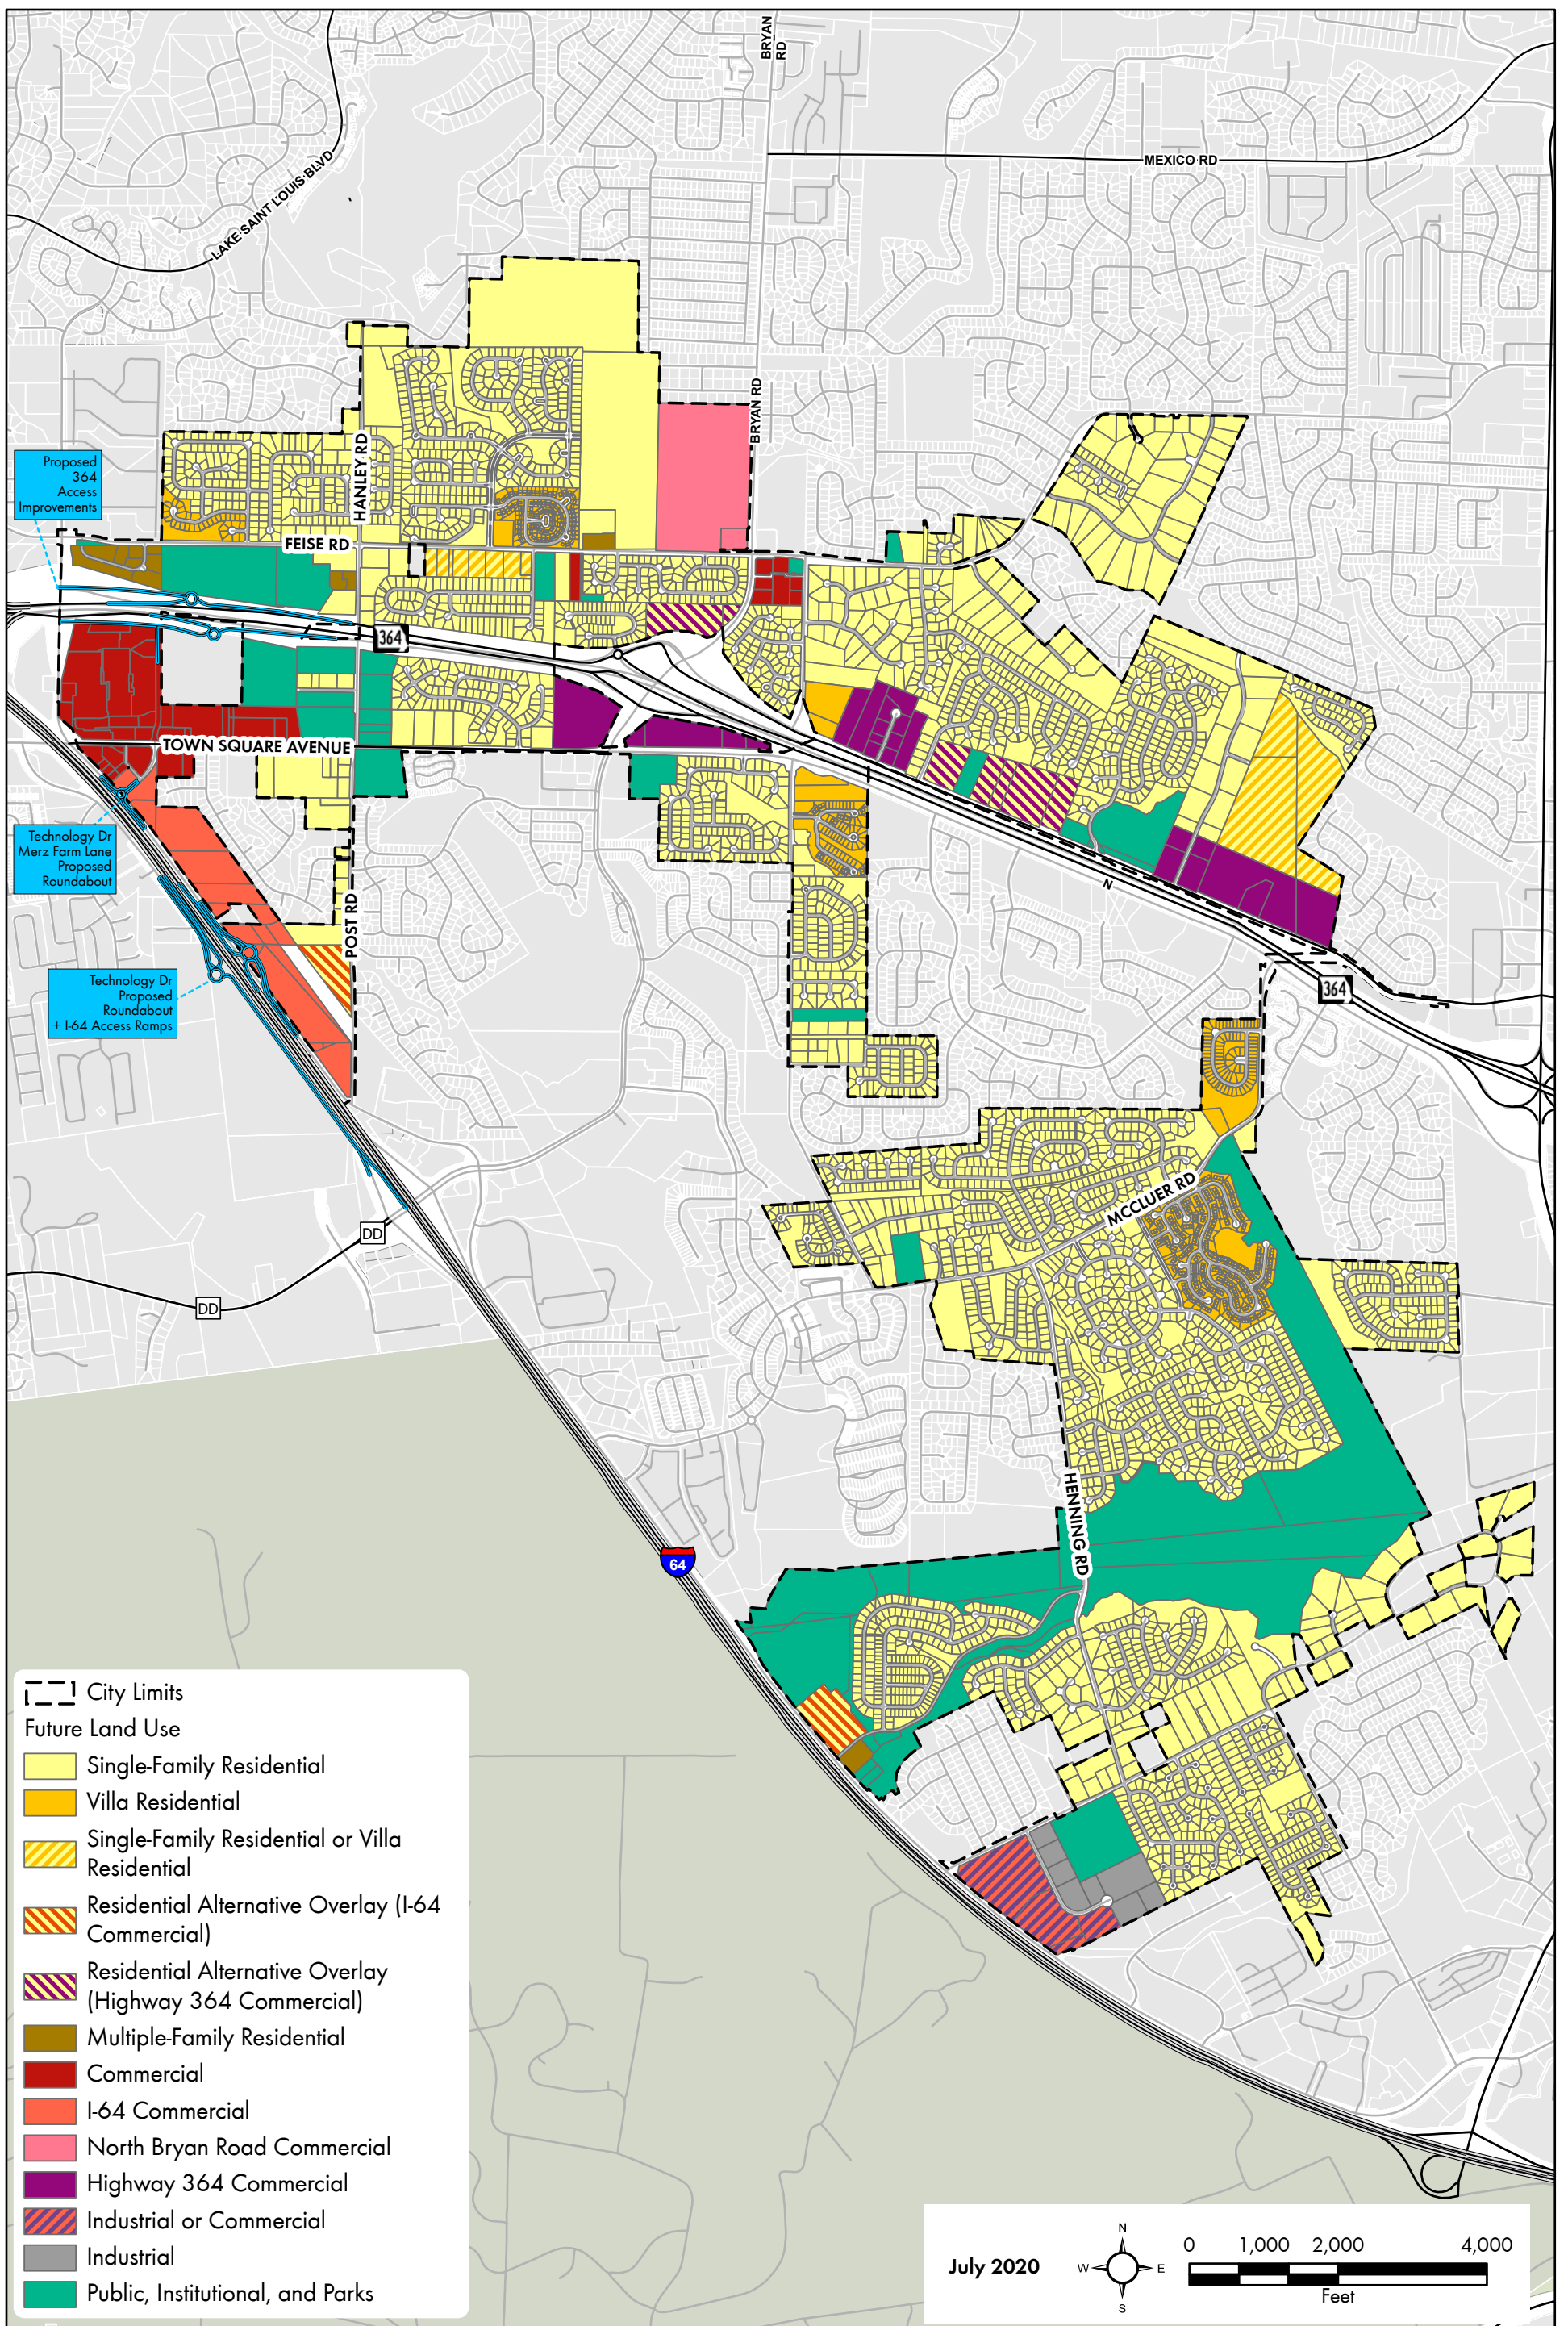 BRYAN
RD
MEXICO RD
LAKE SAINT LOUIS BLVD
BRYAN RD
HANLEY RD
Proposed
364
Access
Improvements
FEISE RD
364
TOWN SQUARE AVENUE
Technology Dr
Merz Farm Lane
Proposed
Roundabout
N
POST RD
Technology Dr
Proposed
Roundabout
+ I-64 Access Ramps
364
MCCLUER RD
DD
DD
HENNING RD
64
City Limits
Future Land Use
Single-Family Residential
Villa Residential
Single-Family Residential or Villa
Residential
Residential Alternative Overlay (I-64
Commercial)
Residential Alternative Overlay
(Highway 364 Commercial)
Multiple-Family Residential
Commercial
I-64 Commercial
North Bryan Road Commercial
Highway 364 Commercial
Industrial or Commercial
Industrial
Public, Institutional, and Parks
July 2020
N
W
E
S
0 1,000 2,000 4,000
Feet